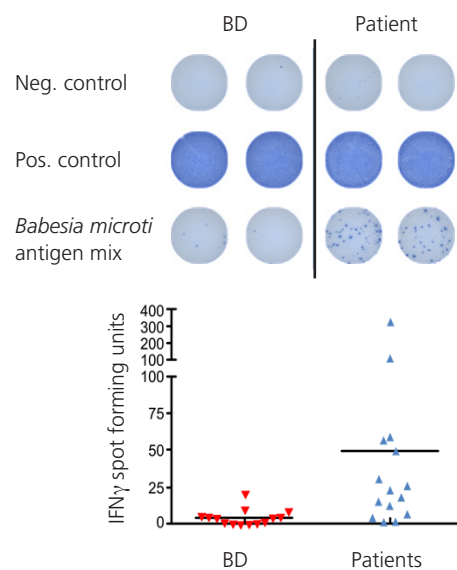 BD Patient
Neg. control
Pos. control
Babesia microti
antigen mix
IFNγ spot forming units
400
300
200
100
100
75
50
25
0
BD Patients